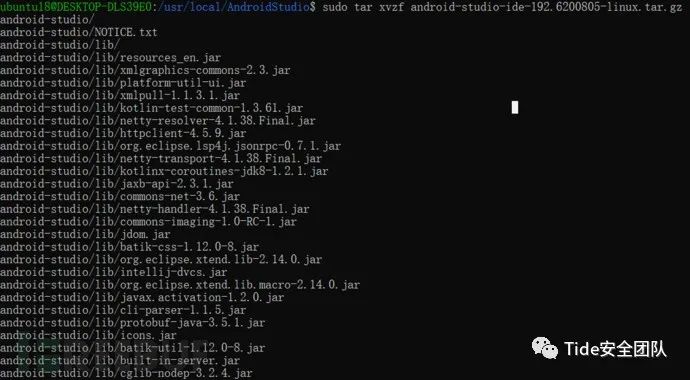 ubuntu18@DESKTOP-DLS39E0:/usr/local/AndroidStudio$ sudo tar xvzf android-studio-ide-192.6200805-linux.tar.gz
android-studio/
android-studio/NOTICE.txt
android-studio/lib/
android-studio/lib/resources_en.jar
android-studio/lib/xmlgraphics-commons-2.3.jar
android-studio/lib/platform-util-ui.jar
android-studio/lib/xmlpull-1.1.3.1.jar
android-studio/lib/kotlin-test-common-1.3.61.jar
android-studio/lib/netty-resolver-4.1.38.Final.jar
android-studio/lib/httpclient-4.5.9.jar
android-studio/lib/org.eclipse.lsp4j.jsonrpc-0.7.1.jar
android-studio/lib/netty-transport-4.1.38.Final.jar
android-studio/lib/kotlinx-coroutines-jdk8-1.2.1.jar
android-studio/lib/jaxb-api-2.3.1.jar
android-studio/lib/commons-net-3.6.jar
android-studio/lib/netty-handler-4.1.38.Final.jar
android-studio/lib/commons-imaging-1.0-RC-1.jar
android-studio/lib/jdom.jar
android-studio/lib/batik-css-1.12.0-8.jar
android-studio/lib/org.eclipse.xtend.lib-2.14.0.jar
android-studio/lib/intellij-dvcs.jar
android-studio/lib/org.eclipse.xtend.lib.macro-2.14.0.jar
android-studio/lib/javax.activation-1.2.0.jar
android-studio/lib/cli-parser-1.1.5.jar
android-studio/lib/protobuf-java-3.5.1.jar
android-studio/lib/icons.jar
android-studio/lib/batik-util-1.12.0-8.jar
android-studio/lib/built-in-server.jar
android-studio/lib/cglib-nodep-3.2.4.jar
Tide安全团队